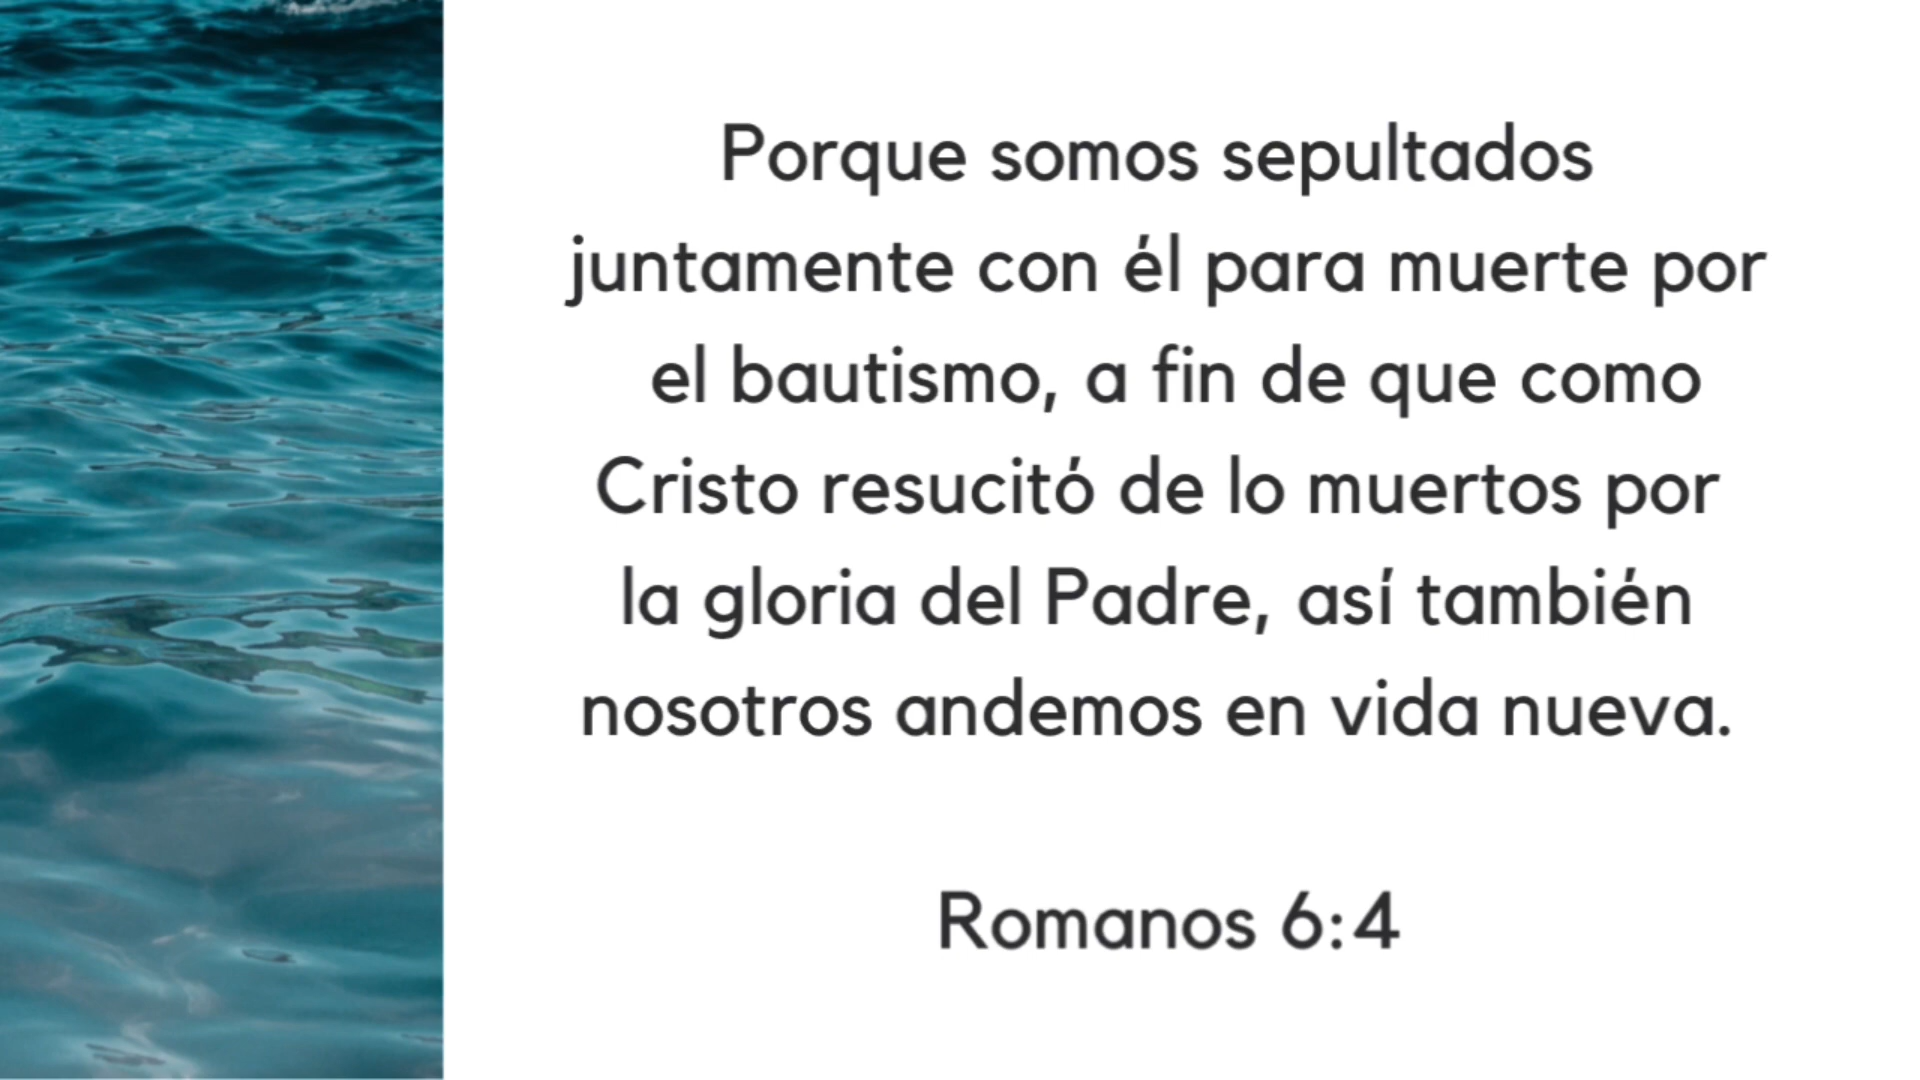 Porque somos sepultados
juntamente con él para muerte por
el bautismo, a fin de que como
Cristo resucitó de lo muertos por
la gloria del Padre, así también
nosotros andemos en vida nueva.
Romanos 6:4